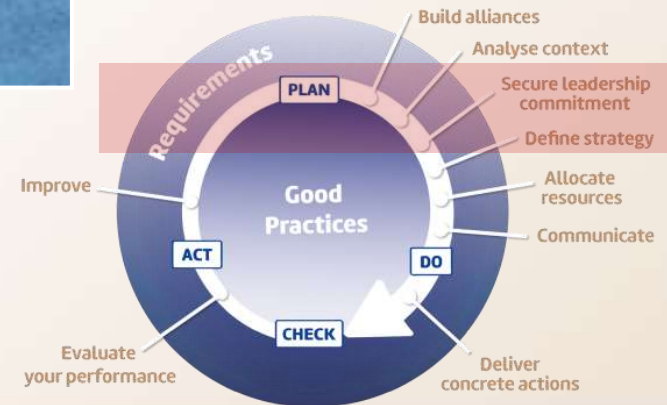 Build alliances
Analyse context
Requirements
PLAN
Secure leadership
commitment
Define strategy
Improve
Good
Practices
Allocate
resources
Communicate
ACT
DO
CHECK
Evaluate
your performance
Deliver
concrete actions